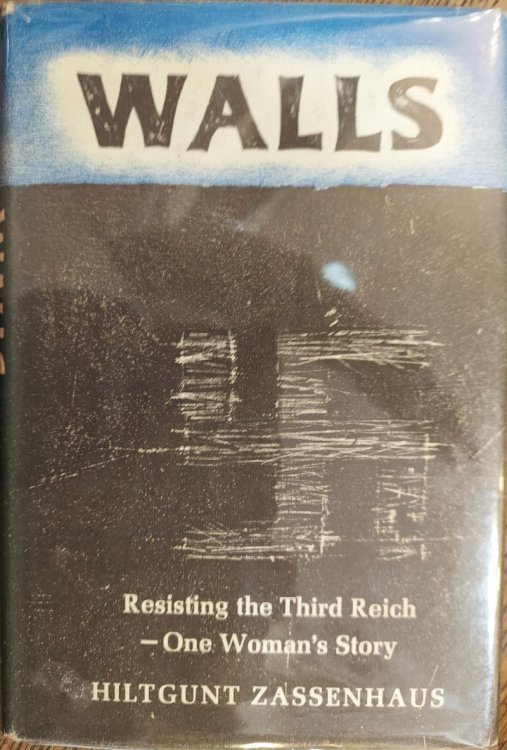 WALLS
Resisting the Third Reich
—One Woman's Story
HILTGUNT ZASSENHAUS